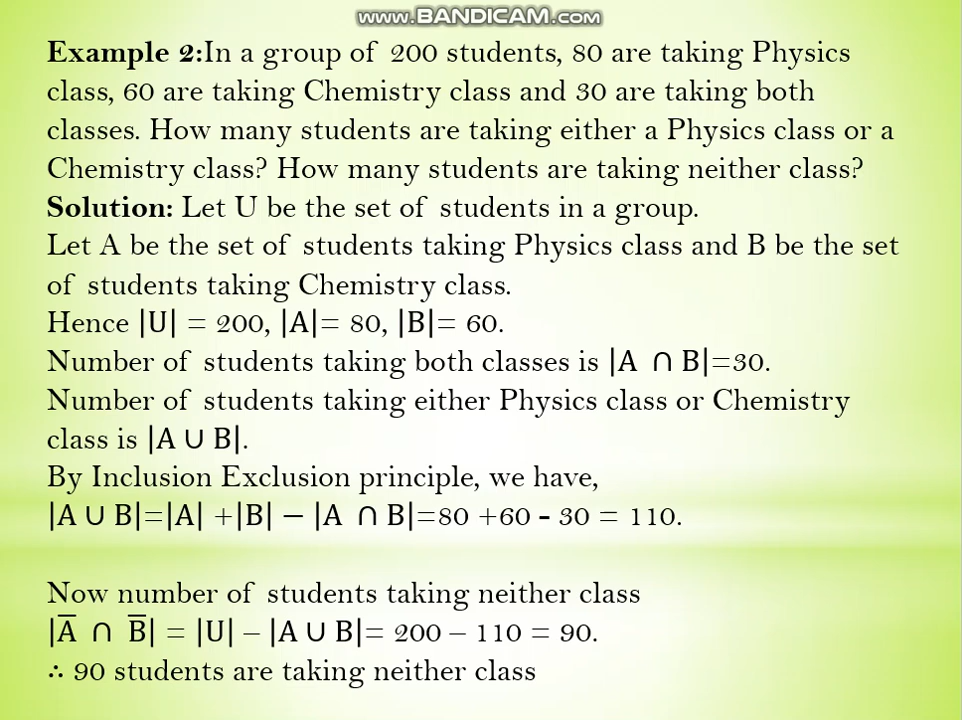 www.BANDICAM.com
Example 2:In a group of 200 students, 80 are taking Physics
class, 60 are taking Chemistry class and 30 are taking both
classes. How many students are taking either a Physics class or a
Chemistry class? How many students are taking neither class?
Solution: Let U be the set of students in a group.
Let A be the set of students taking Physics class and B be the set
of students taking Chemistry class.
Hence |U| = 200, |A|= 80, |B|= 60.
Number of students taking both classes is |A ∩ B|=30.
Number of students taking either Physics class or Chemistry
class is |A ∪ B|.
By Inclusion Exclusion principle, we have,
|A ∪ B|=|A| +|B| − |A ∩ B|=80 +60 - 30 = 110.
Now number of students taking neither class
|A̅ ∩ B̅| = |U| – |A ∪ B|= 200 – 110 = 90.
∴ 90 students are taking neither class